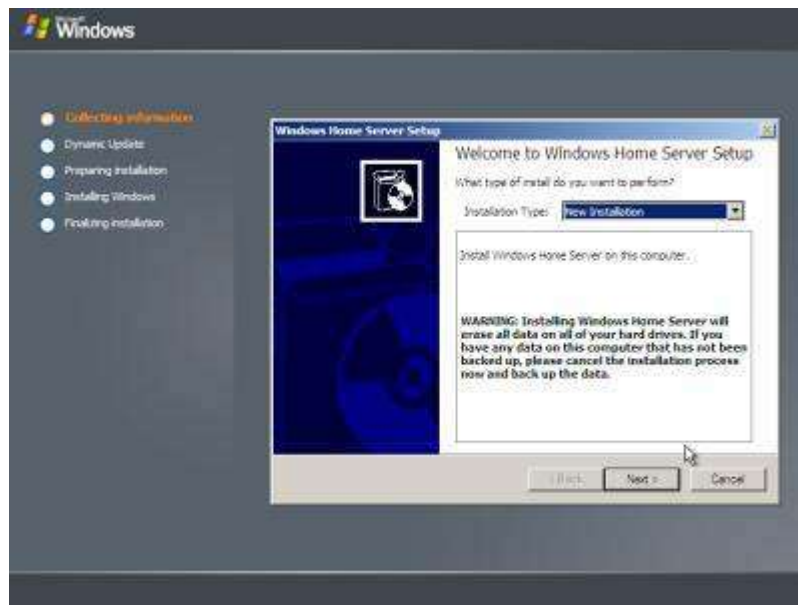 Microsoft
Windows
Collecting information
Dynamic Update
Preparing installation
Installing Windows
Finalizing installation
Windows Home Server Setup
Welcome to Windows Home Server Setup
What type of install do you want to perform?
Installation Type: New Installation
Install Windows Home Server on this computer.
WARNING: Installing Windows Home Server will
erase all data on all of your hard drives. If you
have any data on this computer that has not been
backed up, please cancel the installation process
now and back up the data.
< Back Next > Cancel